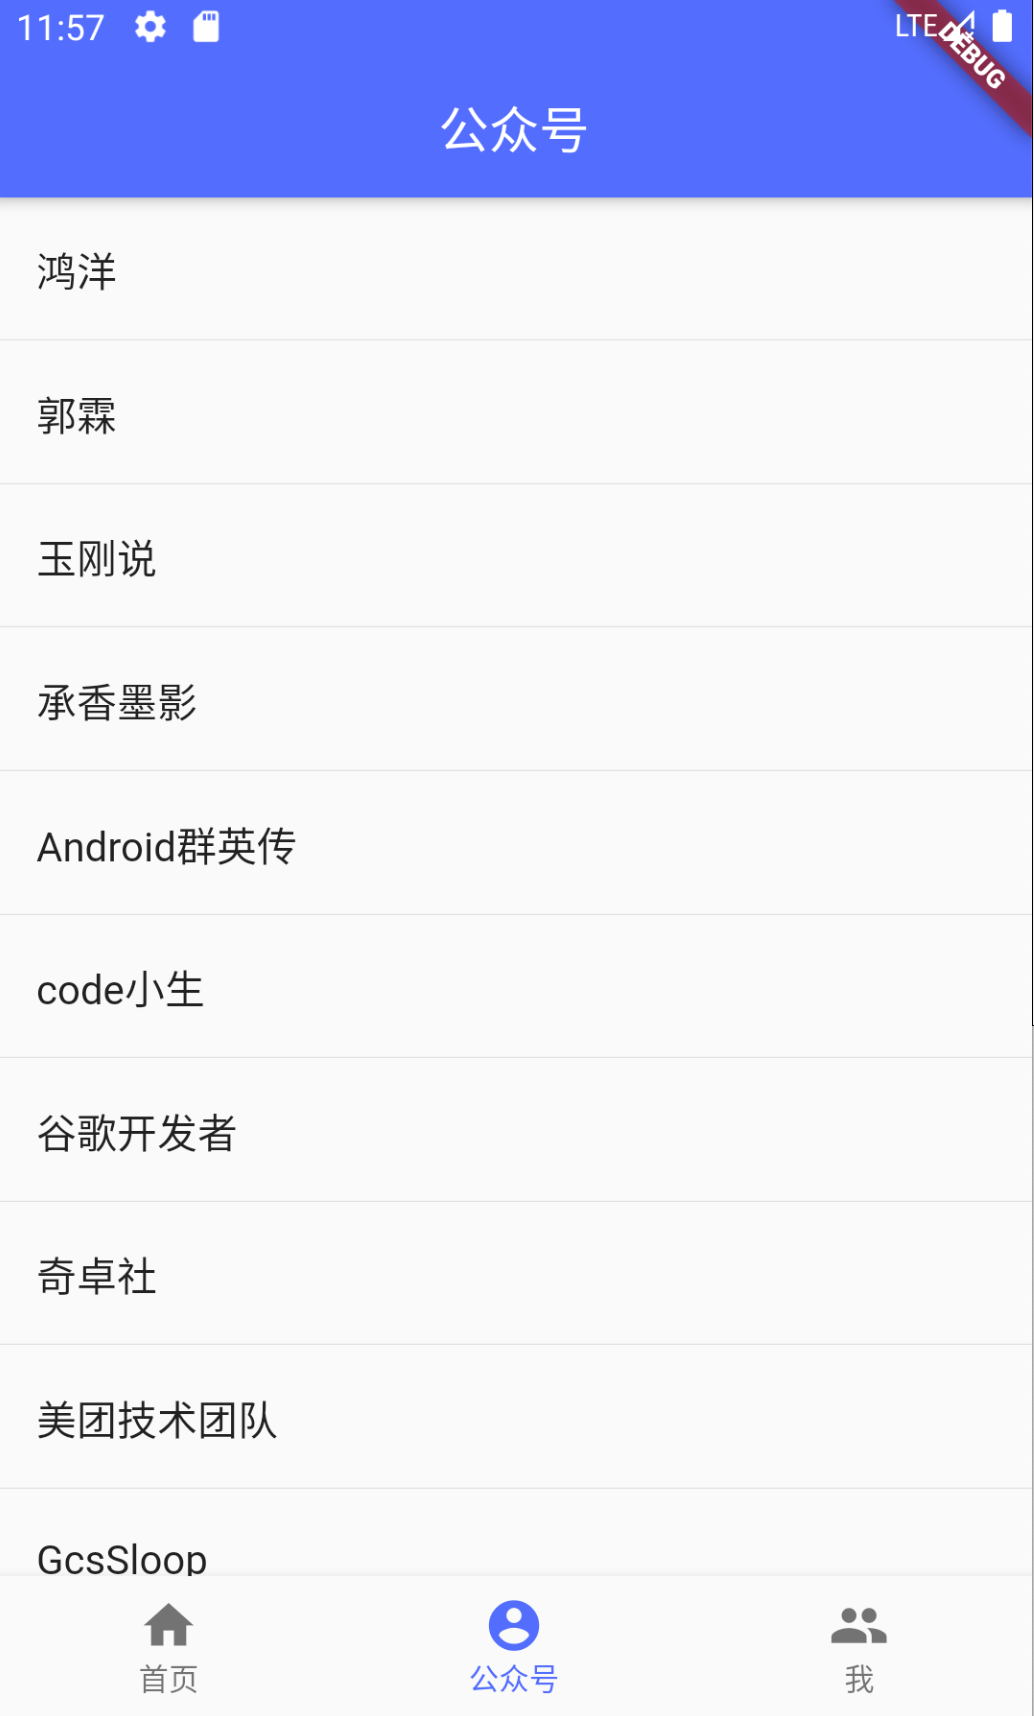 11:57
LTE
DEBUG
公众号
鸿洋
郭霖
玉刚说
承香墨影
Android群英传
code小生
谷歌开发者
奇卓社
美团技术团队
GcsSloop
首页
公众号
我